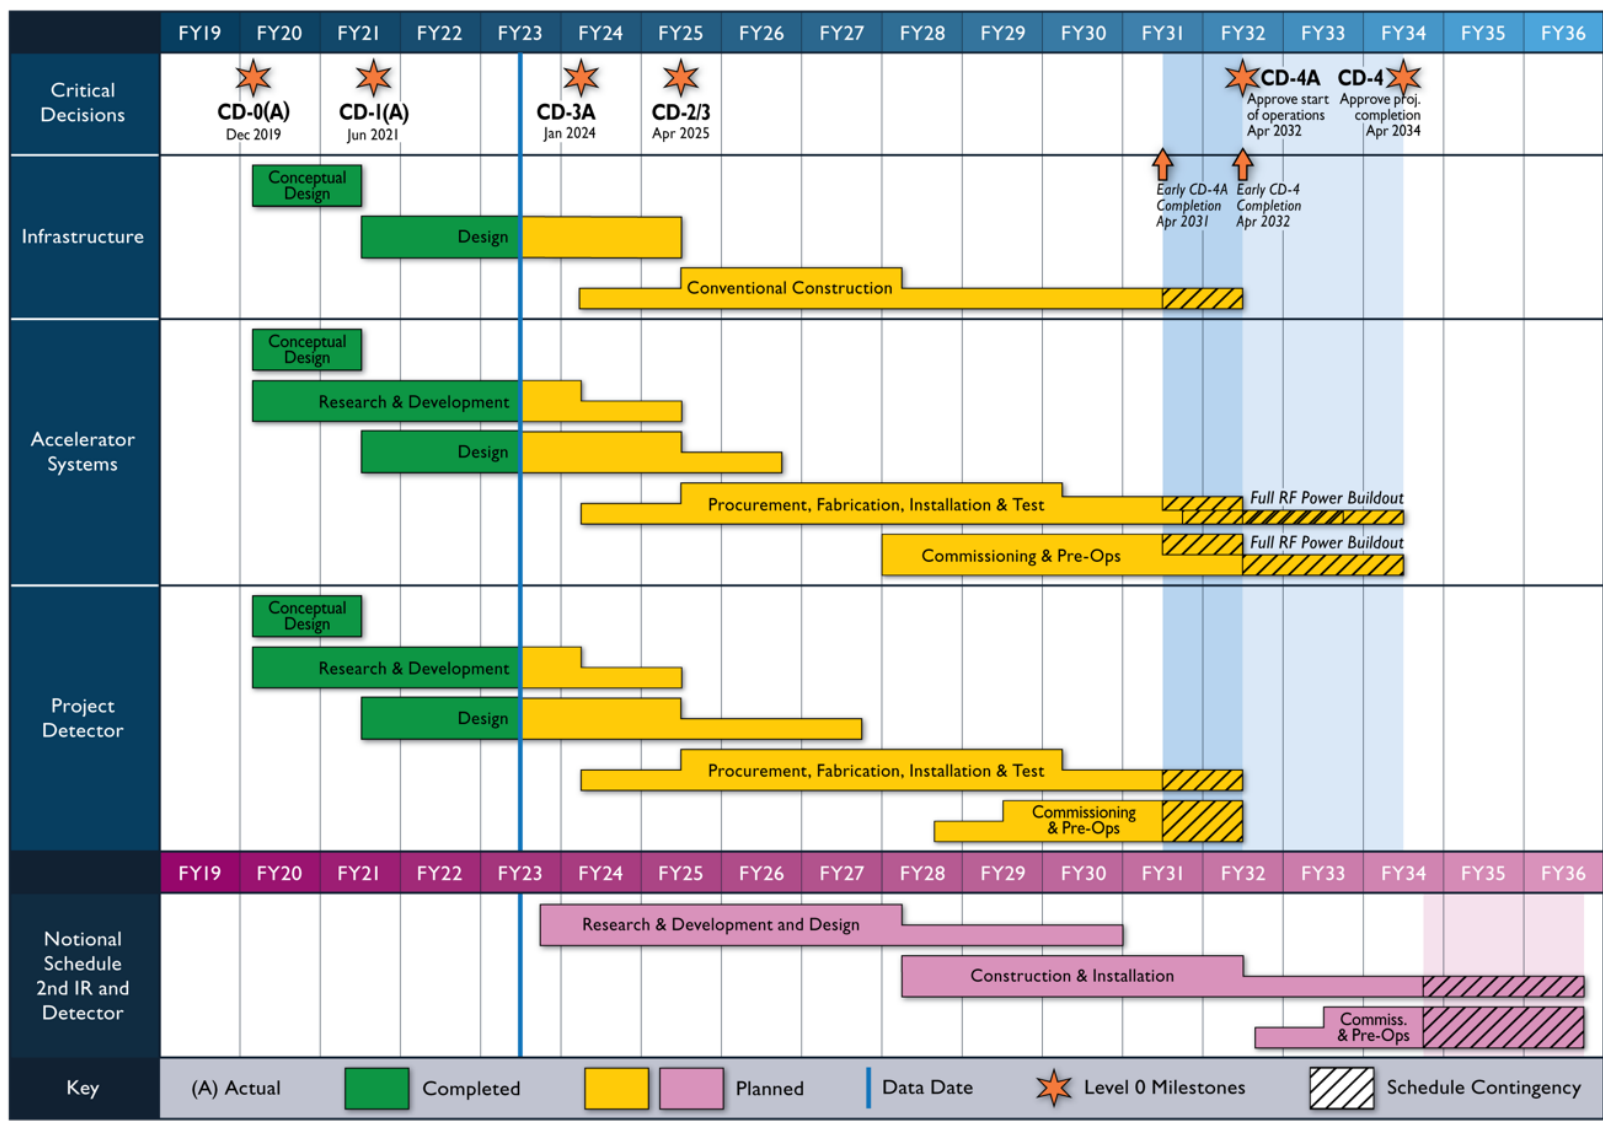 FY19 FY20 FY21 FY22 FY23 FY24 FY25 FY26 FY27 FY28 FY29 FY30 FY31 FY32 FY33 FY34 FY35 FY36
Critical
Decisions
CD-0(A)
Dec 2019
CD-1(A)
Jun 2021
CD-3A
Jan 2024
CD-2/3
Apr 2025
CD-4A
Approve start
of operations
Apr 2032
CD-4
Approve proj.
completion
Apr 2034
Infrastructure
Early CD-4A
Completion
Apr 2031
Early CD-4
Completion
Apr 2032
Conceptual
Design
Design
Conventional Construction
Accelerator
Systems
Conceptual
Design
Research & Development
Design
Procurement, Fabrication, Installation & Test
Full RF Power Buildout
Commissioning & Pre-Ops
Full RF Power Buildout
Project
Detector
Conceptual
Design
Research & Development
Design
Procurement, Fabrication, Installation & Test
Commissioning
& Pre-Ops
FY19 FY20 FY21 FY22 FY23 FY24 FY25 FY26 FY27 FY28 FY29 FY30 FY31 FY32 FY33 FY34 FY35 FY36
Notional
Schedule
2nd IR and
Detector
Research & Development and Design
Construction & Installation
Commiss.
& Pre-Ops
Key
(A) Actual
Completed
Planned
Data Date
Level 0 Milestones
Schedule Contingency